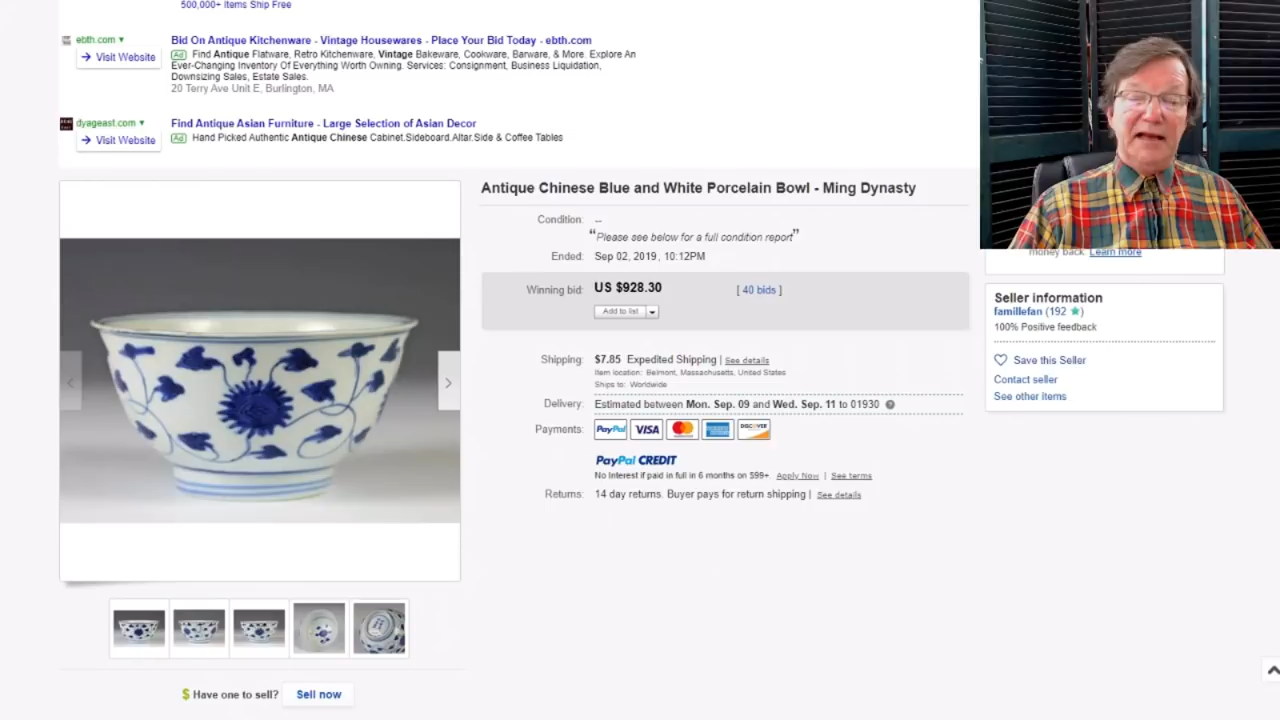 500,000+ Items Ship Free
ebth.com
Visit Website
Bid On Antique Kitchenware - Vintage Housewares - Place Your Bid Today - ebth.com
Ad Find Antique Flatware, Retro Kitchenware, Vintage Bakeware, Cookware, Barware, & More. Explore An
Ever-Changing Inventory Of Everything Worth Owning. Services: Consignment, Business Liquidation,
Downsizing Sales, Estate Sales.
20 Terry Ave Unit E, Burlington, MA
dyageast.com
Visit Website
Find Antique Asian Furniture - Large Selection of Asian Decor
Ad Hand Picked Authentic Antique Chinese Cabinet.Sideboard.Altar.Side & Coffee Tables
Antique Chinese Blue and White Porcelain Bowl - Ming Dynasty
Condition: --
“Please see below for a full condition report”
Ended: Sep 02, 2019 , 10:12PM
Winning bid: US $928.30 [ 40 bids ]
Add to list
Shipping: $7.85 Expedited Shipping | See details
Item location: Belmont, Massachusetts, United States
Ships to: Worldwide
Delivery: Estimated between Mon. Sep. 09 and Wed. Sep. 11 to 01930
Payments: PayPal VISA MasterCard DISCOVER
PayPal CREDIT
No Interest if paid in full in 6 months on $99+. Apply Now | See terms
Returns: 14 day returns. Buyer pays for return shipping | See details
money back. Learn more
Seller information
famillefan (192 ★)
100% Positive feedback
Save this Seller
Contact seller
See other items
$ Have one to sell? Sell now